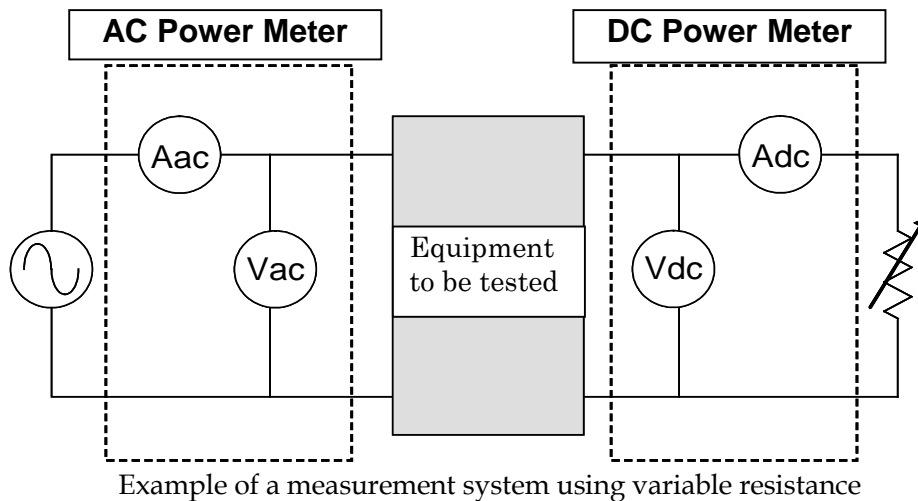 AC Power Meter
DC Power Meter
Aac
Adc
Vac
Equipment
to be tested
Vdc
Example of a measurement system using variable resistance